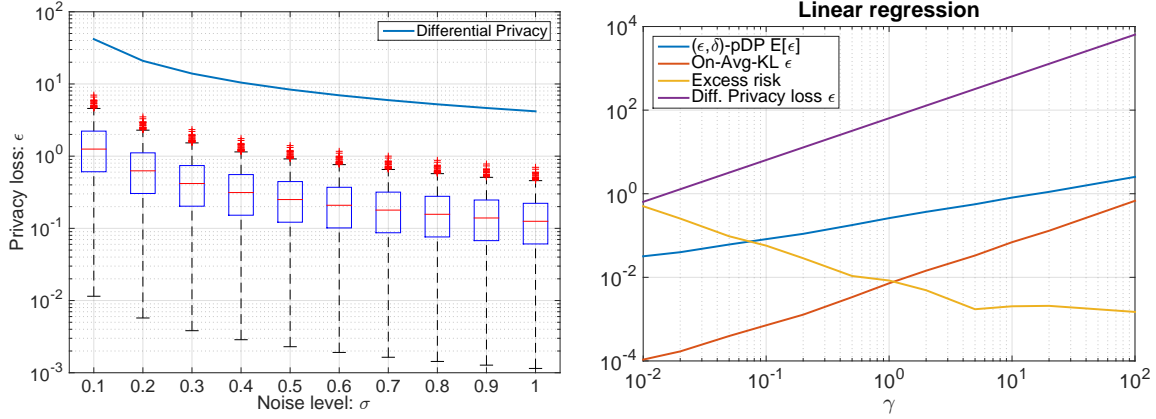 Differential Privacy
10^2
10^1
10^0
10^-1
10^-2
10^-3
Privacy loss: ϵ
0.1 0.2 0.3 0.4 0.5 0.6 0.7 0.8 0.9 1
Noise level: σ
Linear regression
(ϵ,δ)-pDP E[ϵ]
On-Avg-KL ϵ
Excess risk
Diff. Privacy loss ϵ
10^4
10^2
10^0
10^-2
10^-4
10^-2 10^-1 10^0 10^1 10^2
γ